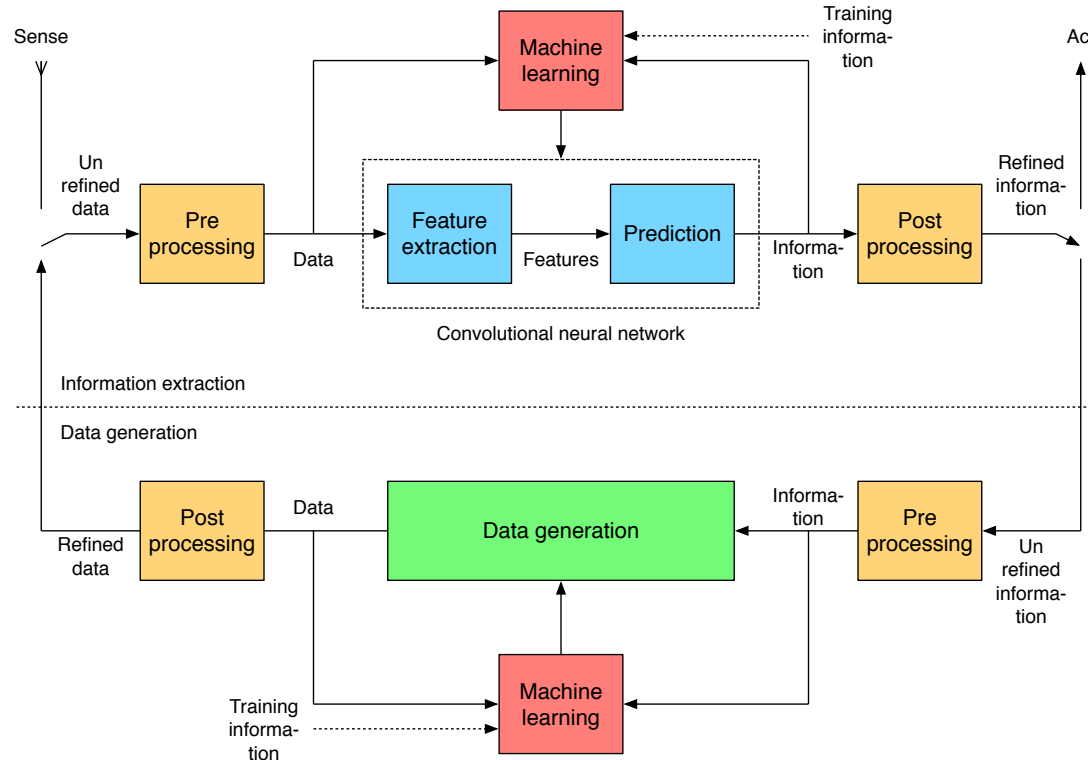 Sense
Machine
learning
Training
informa-
tion
Ac
Un
refined
data
Pre
processing
Data
Feature
extraction
Features
Prediction
Informa-
tion
Post
processing
Refined
informa-
tion
Convolutional neural network
Information extraction
Data generation
Refined
data
Post
processing
Data
Data generation
Informa-
tion
Pre
processing
Un
refined
informa-
tion
Training
informa-
tion
Machine
learning